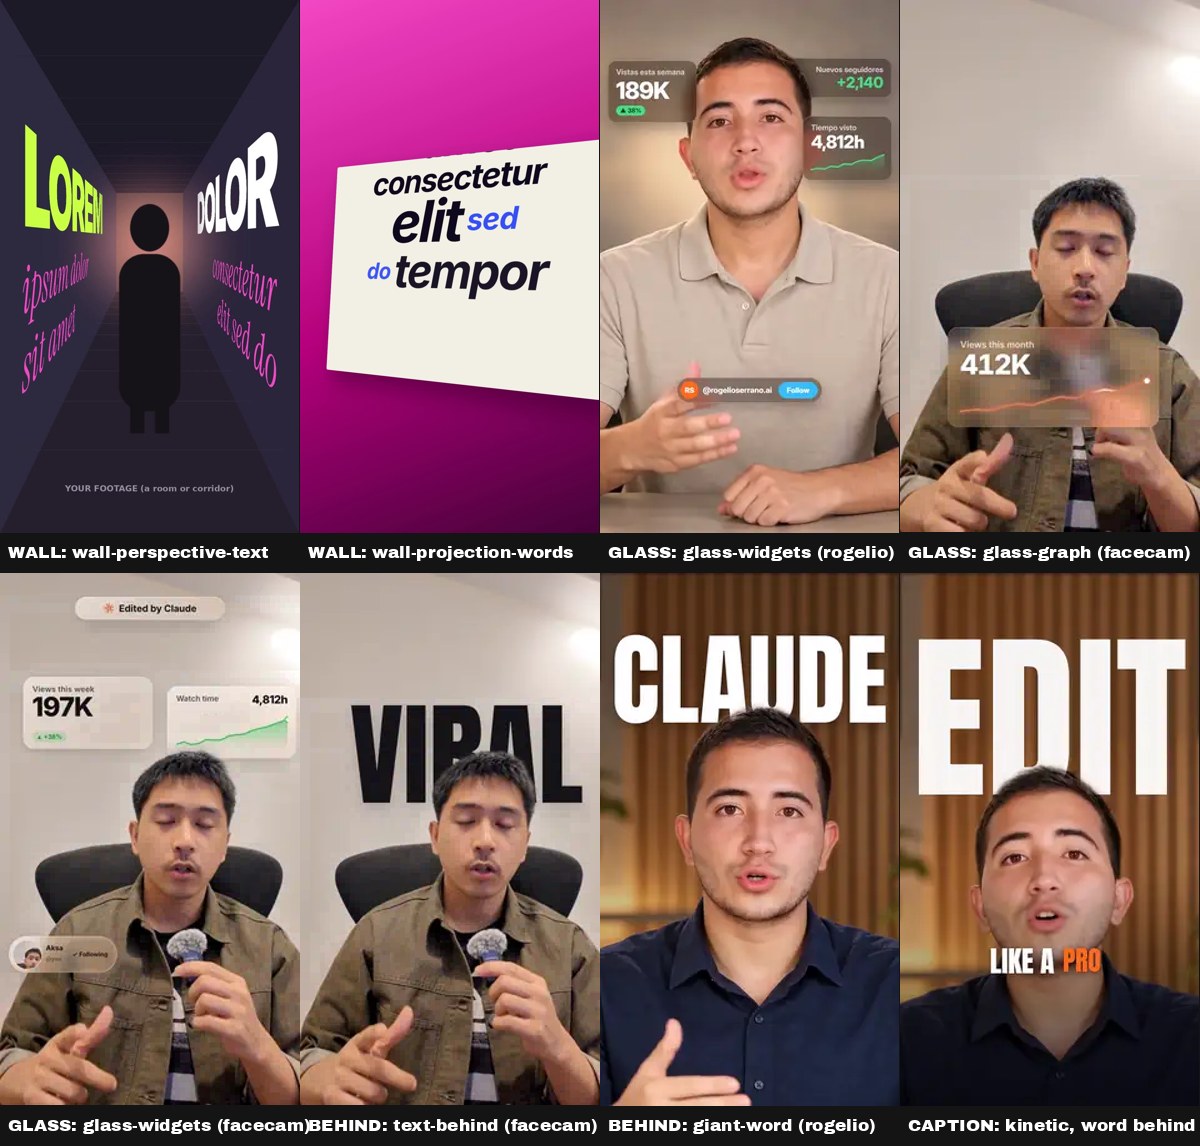 LOREM
ipsum dolor
sit amet
DOLOR
consectetur
elit sed do
YOUR FOOTAGE (a room or corridor)
WALL: wall-perspective-text
consectetur
elit sed
do tempor
WALL: wall-projection-words
Vistas esta semana
189K
▲ 38%
Nuevos seguidores
+2,140
Tiempo visto
4,812h
RS @rogelioserrano.ai Follow
GLASS: glass-widgets (rogelio)
Views this month
412K
GLASS: glass-graph (facecam)
Edited by Claude
Views this week
197K
▲ +38%
Watch time 4,812h
Aksa
✓ Following
GLASS: glass-widgets (facecam)
VIRAL
BEHIND: text-behind (facecam)
CLAUDE
BEHIND: giant-word (rogelio)
EDIT
LIKE A PRO
CAPTION: kinetic, word behind